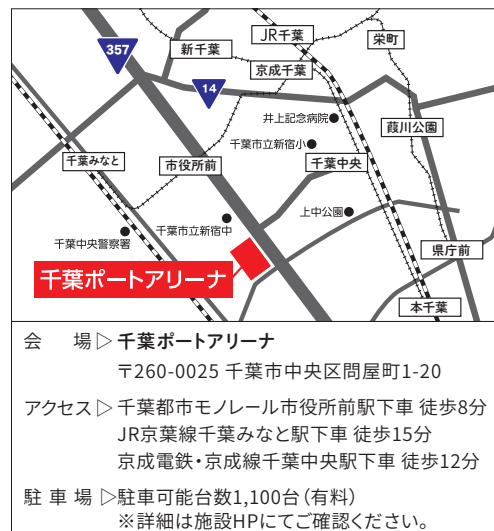 357
14
新千葉
JR千葉
栄町
京成千葉
井上記念病院
千葉市立新宿小
葭川公園
千葉みなと
市役所前
千葉中央
千葉市立新宿中
上中公園
千葉中央警察署
県庁前
千葉ポートアリーナ
本千葉
会 場▷千葉ポートアリーナ
〒260-0025 千葉市中央区問屋町1-20
アクセス▷千葉都市モノレール市役所前駅下車 徒歩8分
JR京葉線千葉みなと駅下車 徒歩15分
京成電鉄・京成線千葉中央駅下車 徒歩12分
駐 車 場▷駐車可能台数1,100台(有料)
※詳細は施設HPにてご確認ください。